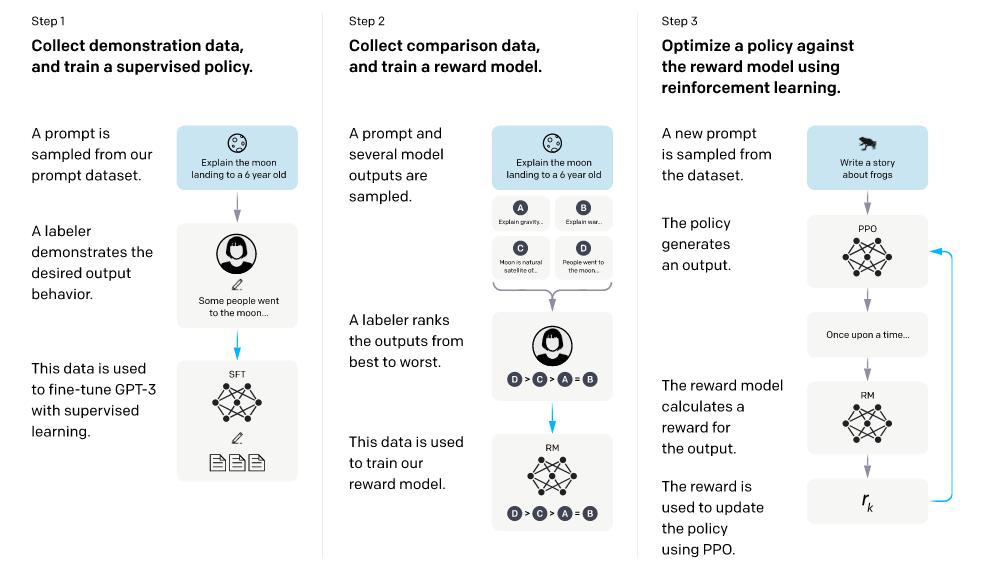 Step 1
Collect demonstration data,
and train a supervised policy.
A prompt is
sampled from our
prompt dataset.
Explain the moon
landing to a 6 year old
A labeler
demonstrates the
desired output
behavior.
Some people went
to the moon...
This data is used
to fine-tune GPT-3
with supervised
learning.
SFT
Step 2
Collect comparison data,
and train a reward model.
A prompt and
several model
outputs are
sampled.
Explain the moon
landing to a 6 year old
A
Explain gravity...
B
Explain war...
C
Moon is natural
satellite of...
D
People went to
the moon...
A labeler ranks
the outputs from
best to worst.
D > C > A = B
This data is used
to train our
reward model.
RM
D > C > A = B
Step 3
Optimize a policy against
the reward model using
reinforcement learning.
A new prompt
is sampled from
the dataset.
Write a story
about frogs
The policy
generates
an output.
PPO
Once upon a time...
The reward model
calculates a
reward for
the output.
RM
The reward is
used to update
the policy
using PPO.
r_k